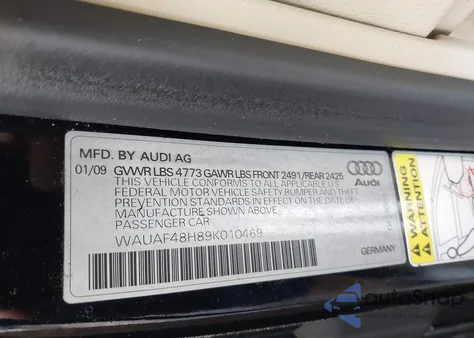 MFD. BY AUDI AG
01/09 GVWR LBS 4773 GAWR LBS FRONT 2491/REAR 2425
THIS VEHICLE CONFORMS TO ALL APPLICABLE U.S
FEDERAL MOTOR VEHICLE SAFETY BUMPER AND THEFT
PREVENTION STANDARDS IN EFFECT ON THE DATE OF
MANUFACTURE SHOWN ABOVE.
PASSENGER CAR
WAUAF48H89K010469
Audi
GERMANY
WARNING
ATTENTION
autoSnap